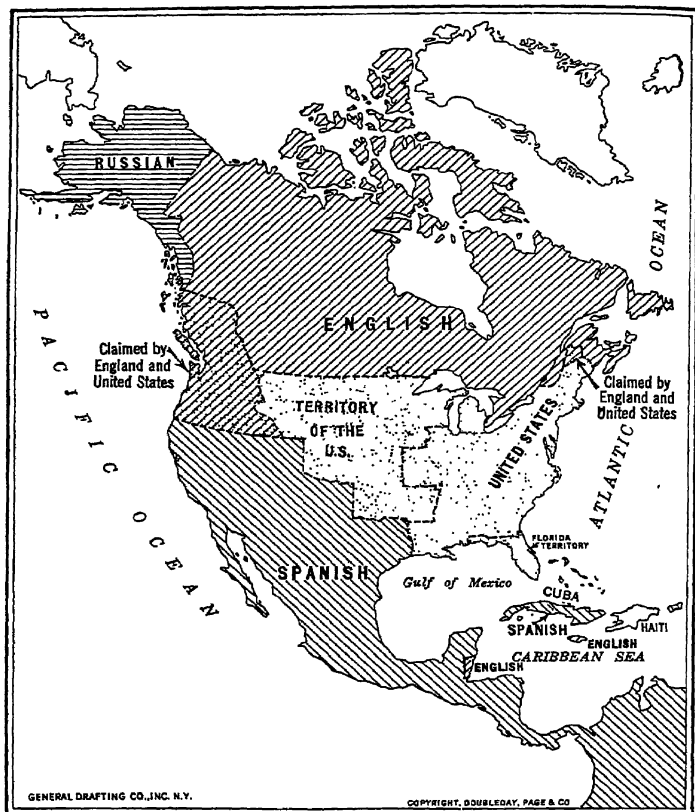 RUSSIAN
ENGLISH
OCEAN
PACIFIC OCEAN
Claimed by
England and
United States
Claimed by
England and
United States
TERRITORY
OF THE
U.S.
UNITED STATES
ATLANTIC
FLORIDA
TERRITORY
SPANISH
Gulf of Mexico
CUBA
SPANISH
HAITI
ENGLISH
CARIBBEAN SEA
ENGLISH
GENERAL DRAFTING CO.,INC. N.Y.
COPYRIGHT, DOUBLEDAY, PAGE & CO